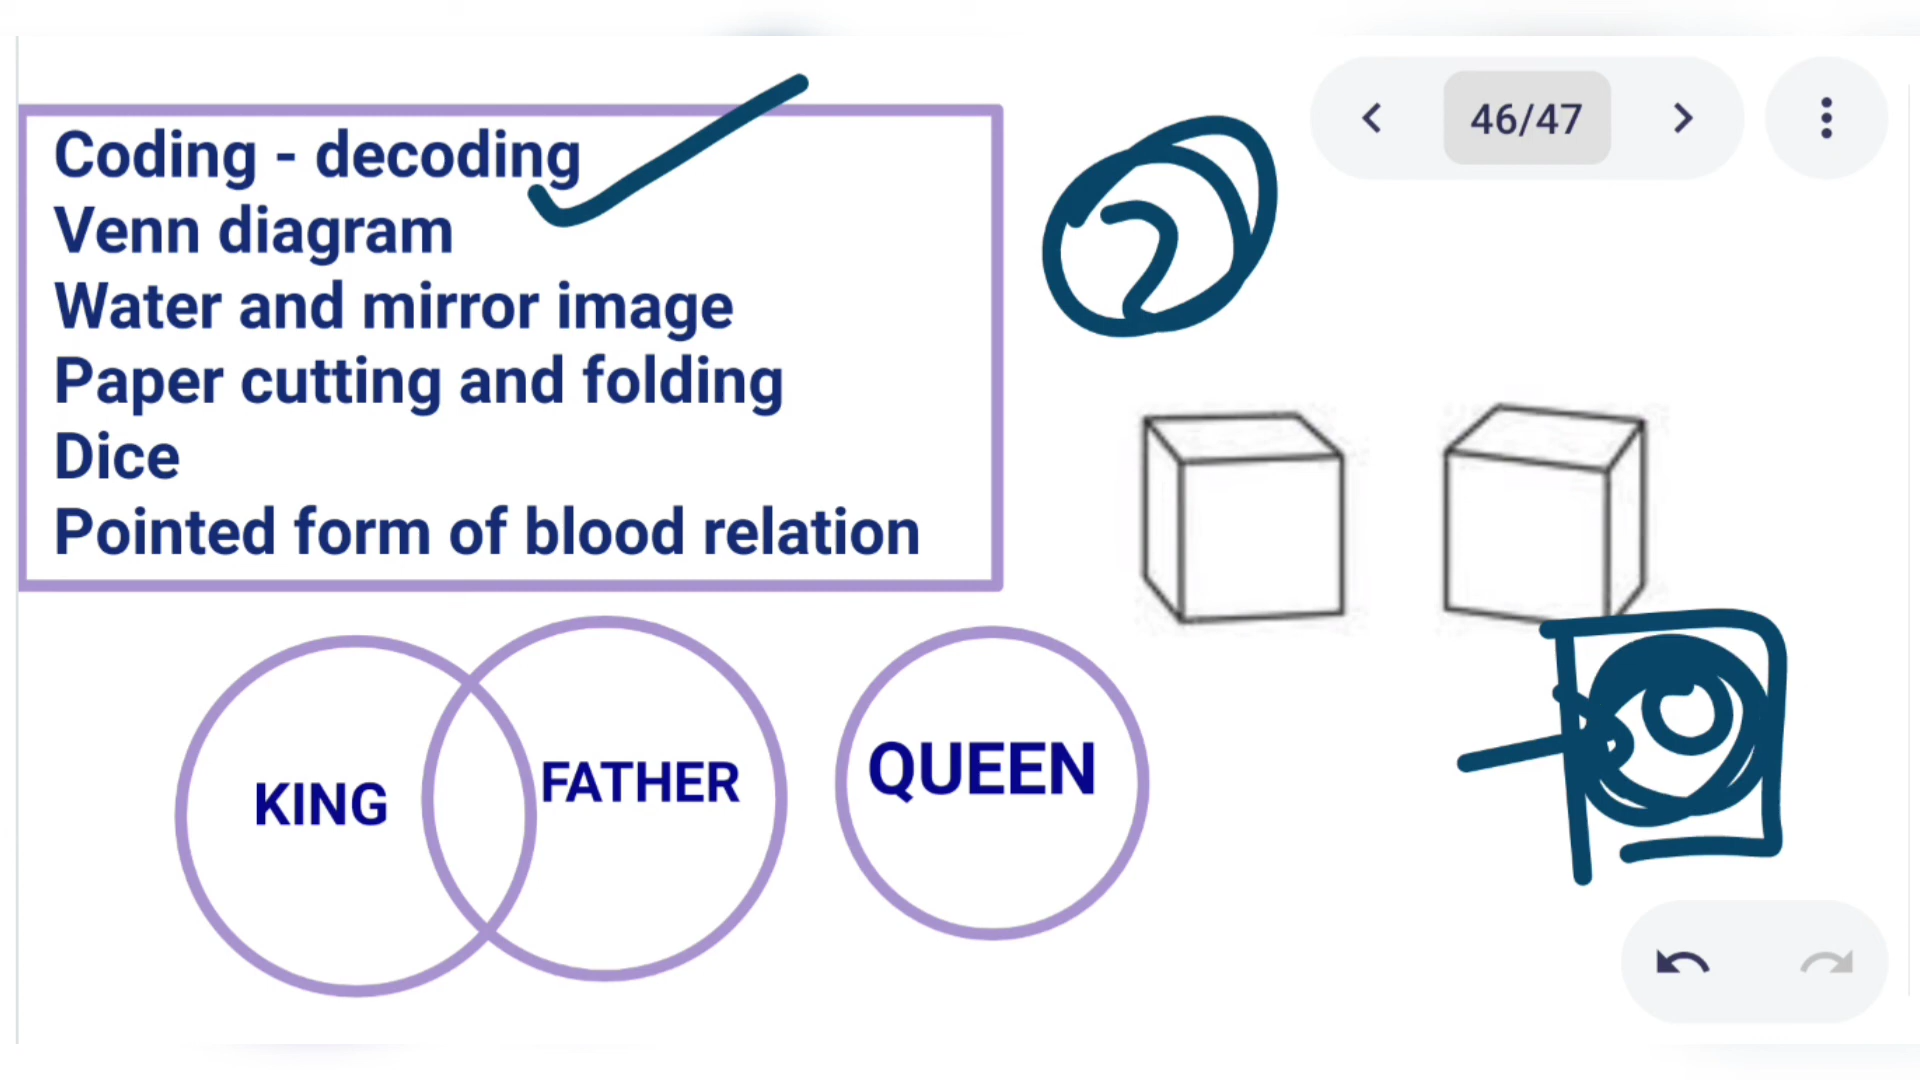 46/47
Coding - decoding
Venn diagram
Water and mirror image
Paper cutting and folding
Dice
Pointed form of blood relation
2
KING
FATHER
QUEEN